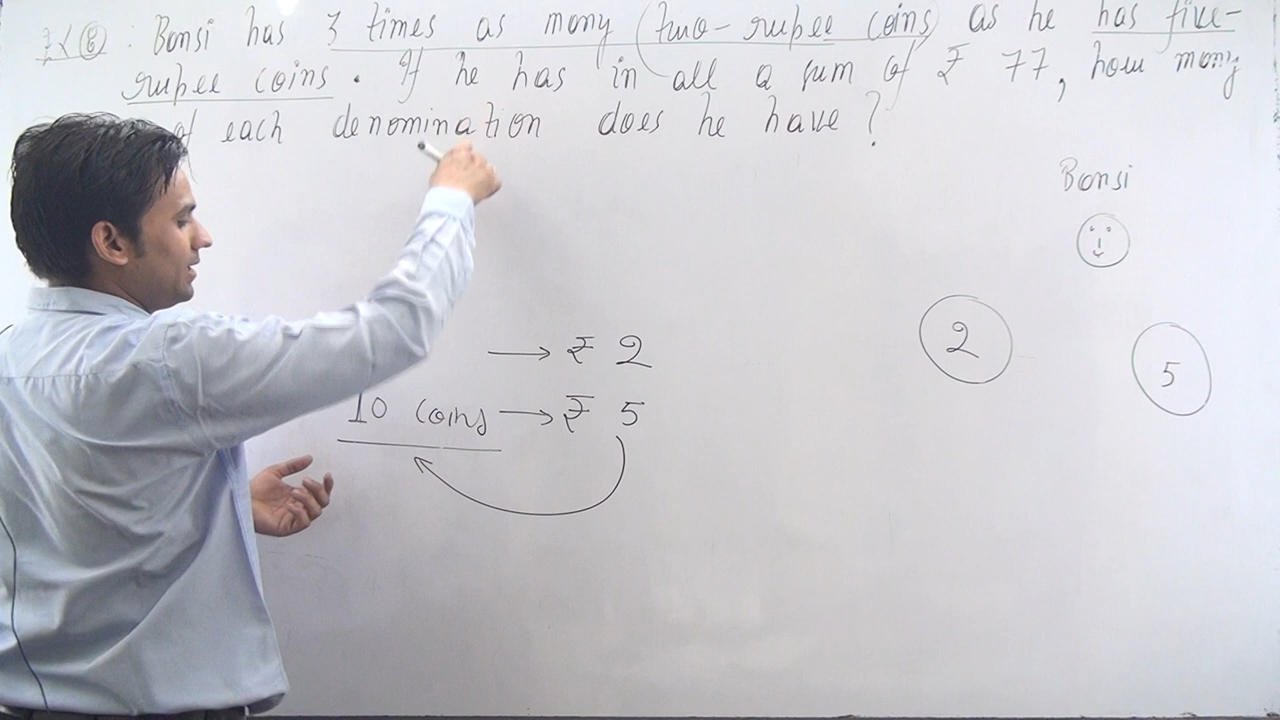 Ex ⑧ : Bansi has 3 times as many (two-rupee coins) as he has five-
rupee coins. If he has in all a sum of ₹ 77, how many
of each denomination does he have?
Bansi
→ ₹ 2
10 coins → ₹ 5
2
5